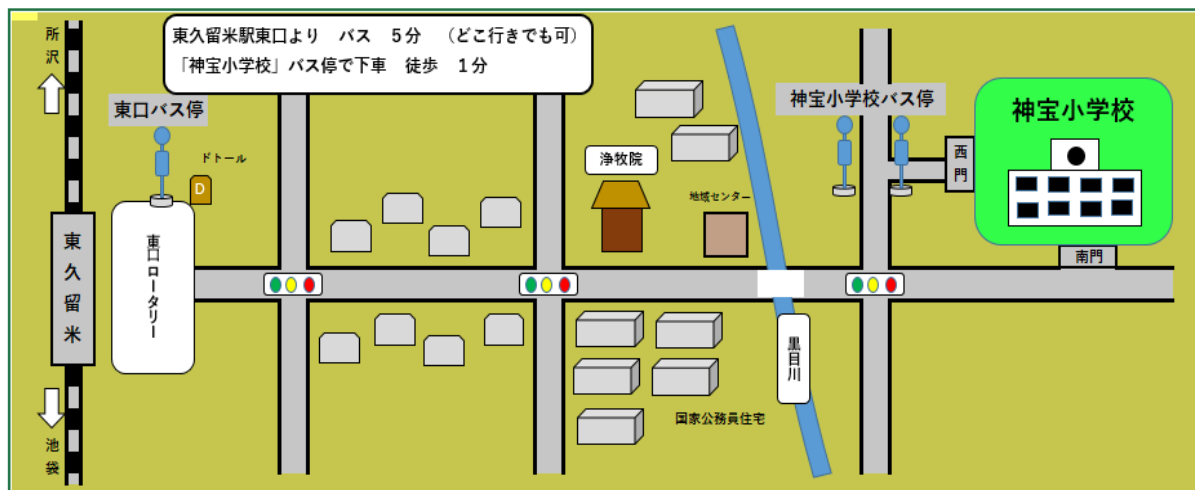 所沢
東久留米駅東口より　バス　５分　（どこ行きでも可）
「神宝小学校」バス停で下車　徒歩　１分
東口バス停
ドトール
D
神宝小学校バス停
神宝小学校
西門
浄牧院
地域センター
東久留米
東口ロータリー
南門
黒目川
国家公務員住宅
池袋